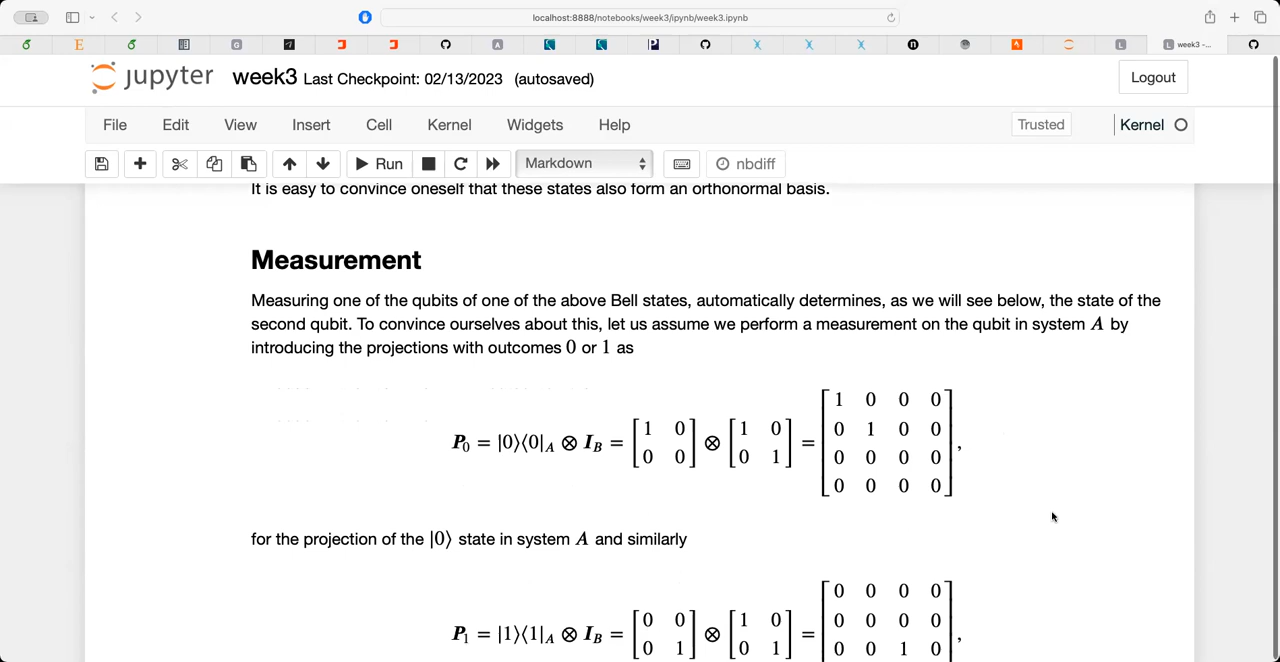 localhost:8888/notebooks/week3/ipynb/week3.ipynb
week3 -...
jupyter week3 Last Checkpoint: 02/13/2023 (autosaved) Logout
File Edit View Insert Cell Kernel Widgets Help Trusted Kernel
Run Markdown nbdiff
It is easy to convince oneself that these states also form an orthonormal basis.
Measurement
Measuring one of the qubits of one of the above Bell states, automatically determines, as we will see below, the state of the
second qubit. To convince ourselves about this, let us assume we perform a measurement on the qubit in system A by
introducing the projections with outcomes 0 or 1 as
P₀ = |0⟩⟨0|_A ⊗ I_B = [1 0; 0 0] ⊗ [1 0; 0 1] = [1 0 0 0; 0 1 0 0; 0 0 0 0; 0 0 0 0],
for the projection of the |0⟩ state in system A and similarly
P₁ = |1⟩⟨1|_A ⊗ I_B = [0 0; 0 1] ⊗ [1 0; 0 1] = [0 0 0 0; 0 0 0 0; 0 0 1 0],